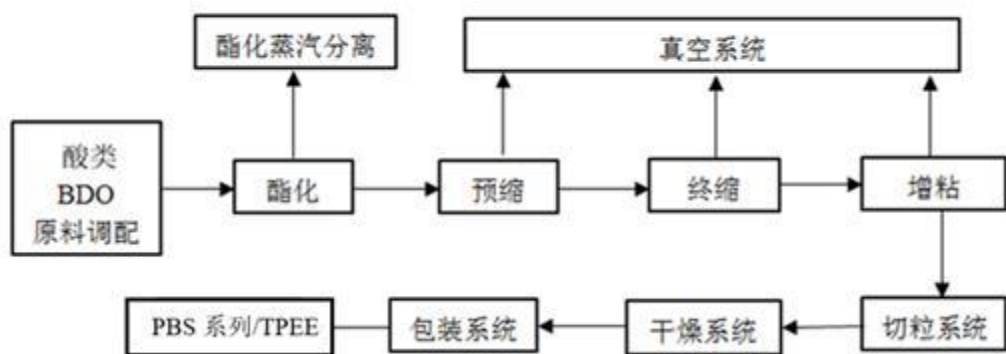 酯化蒸汽分离
真空系统
酸类
BDO
原料调配
酯化
预缩
终缩
增粘
PBS 系列/TPEE
包装系统
干燥系统
切粒系统